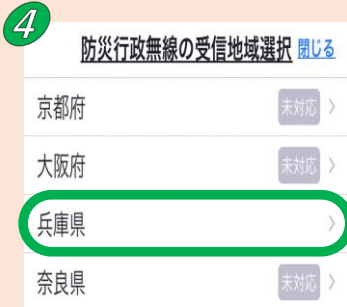 4
防災行政無線の受信地域選択 閉じる
京都府 未対応 >
大阪府 未対応 >
兵庫県 >
奈良県 未対応 >